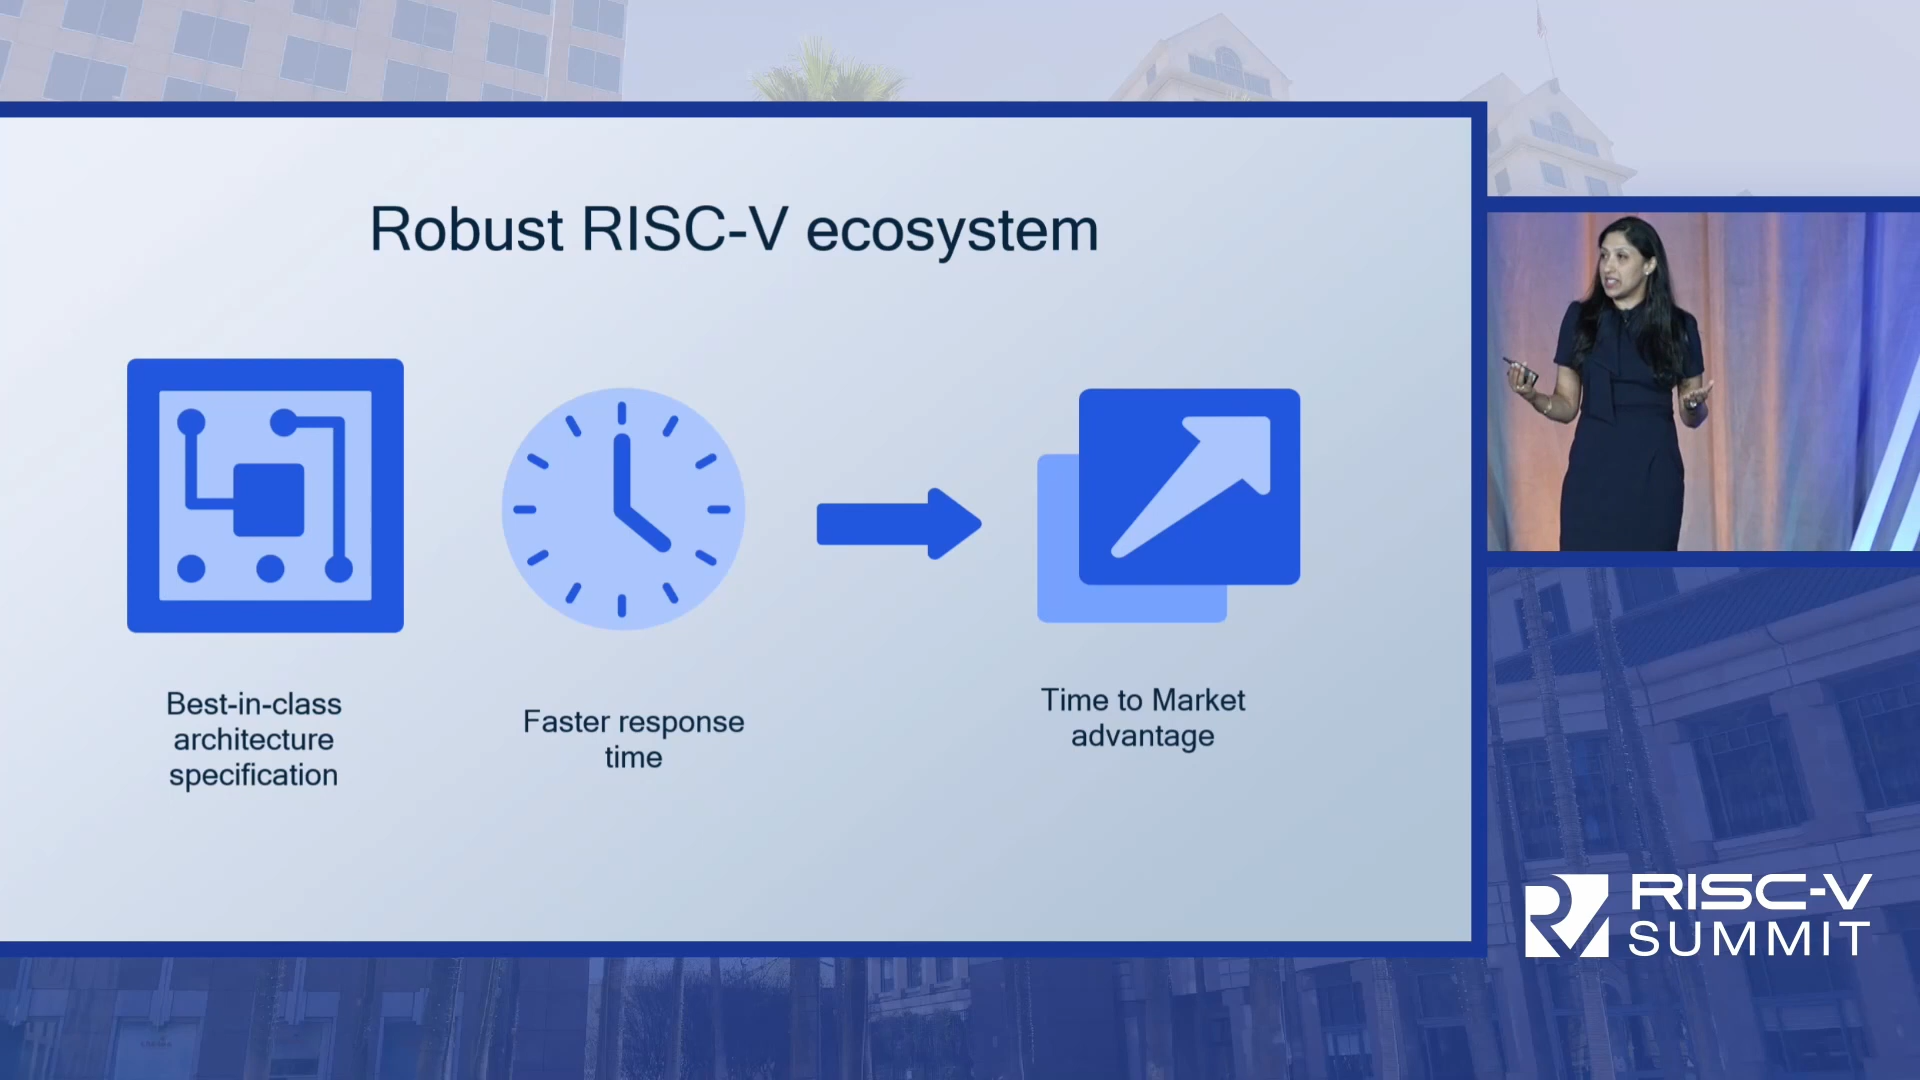 Robust RISC-V ecosystem
Best-in-class
architecture
specification
Faster response
time
Time to Market
advantage
RISC-V
SUMMIT